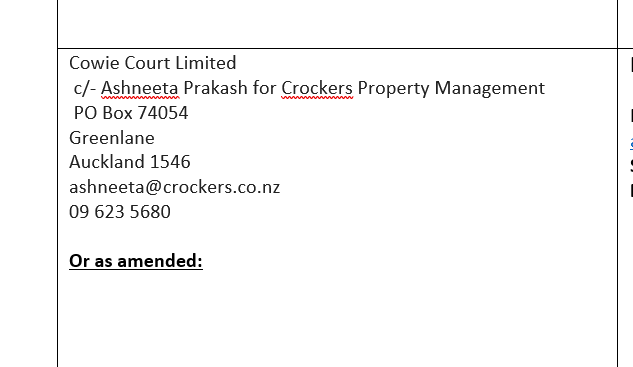 Cowie Court Limited
c/- Ashneeta Prakash for Crockers Property Management
PO Box 74054
Greenlane
Auckland 1546
ashneeta@crockers.co.nz
09 623 5680
Or as amended: